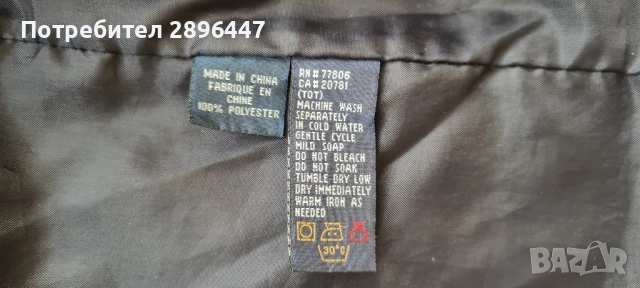 Потребител 2896447
MADE IN CHINA
FABRIQUE EN
CHINE
100% POLYESTER
RN # 77806
CA # 20781
(TOT)
MACHINE WASH
SEPARATELY
IN COLD WATER
GENTLE CYCLE
MILD SOAP
DO NOT BLEACH
DO NOT SOAK
TUMBLE DRY LOW
DRY IMMEDIATELY
WARM IRON AS
NEEDED
30°C
BAZAR